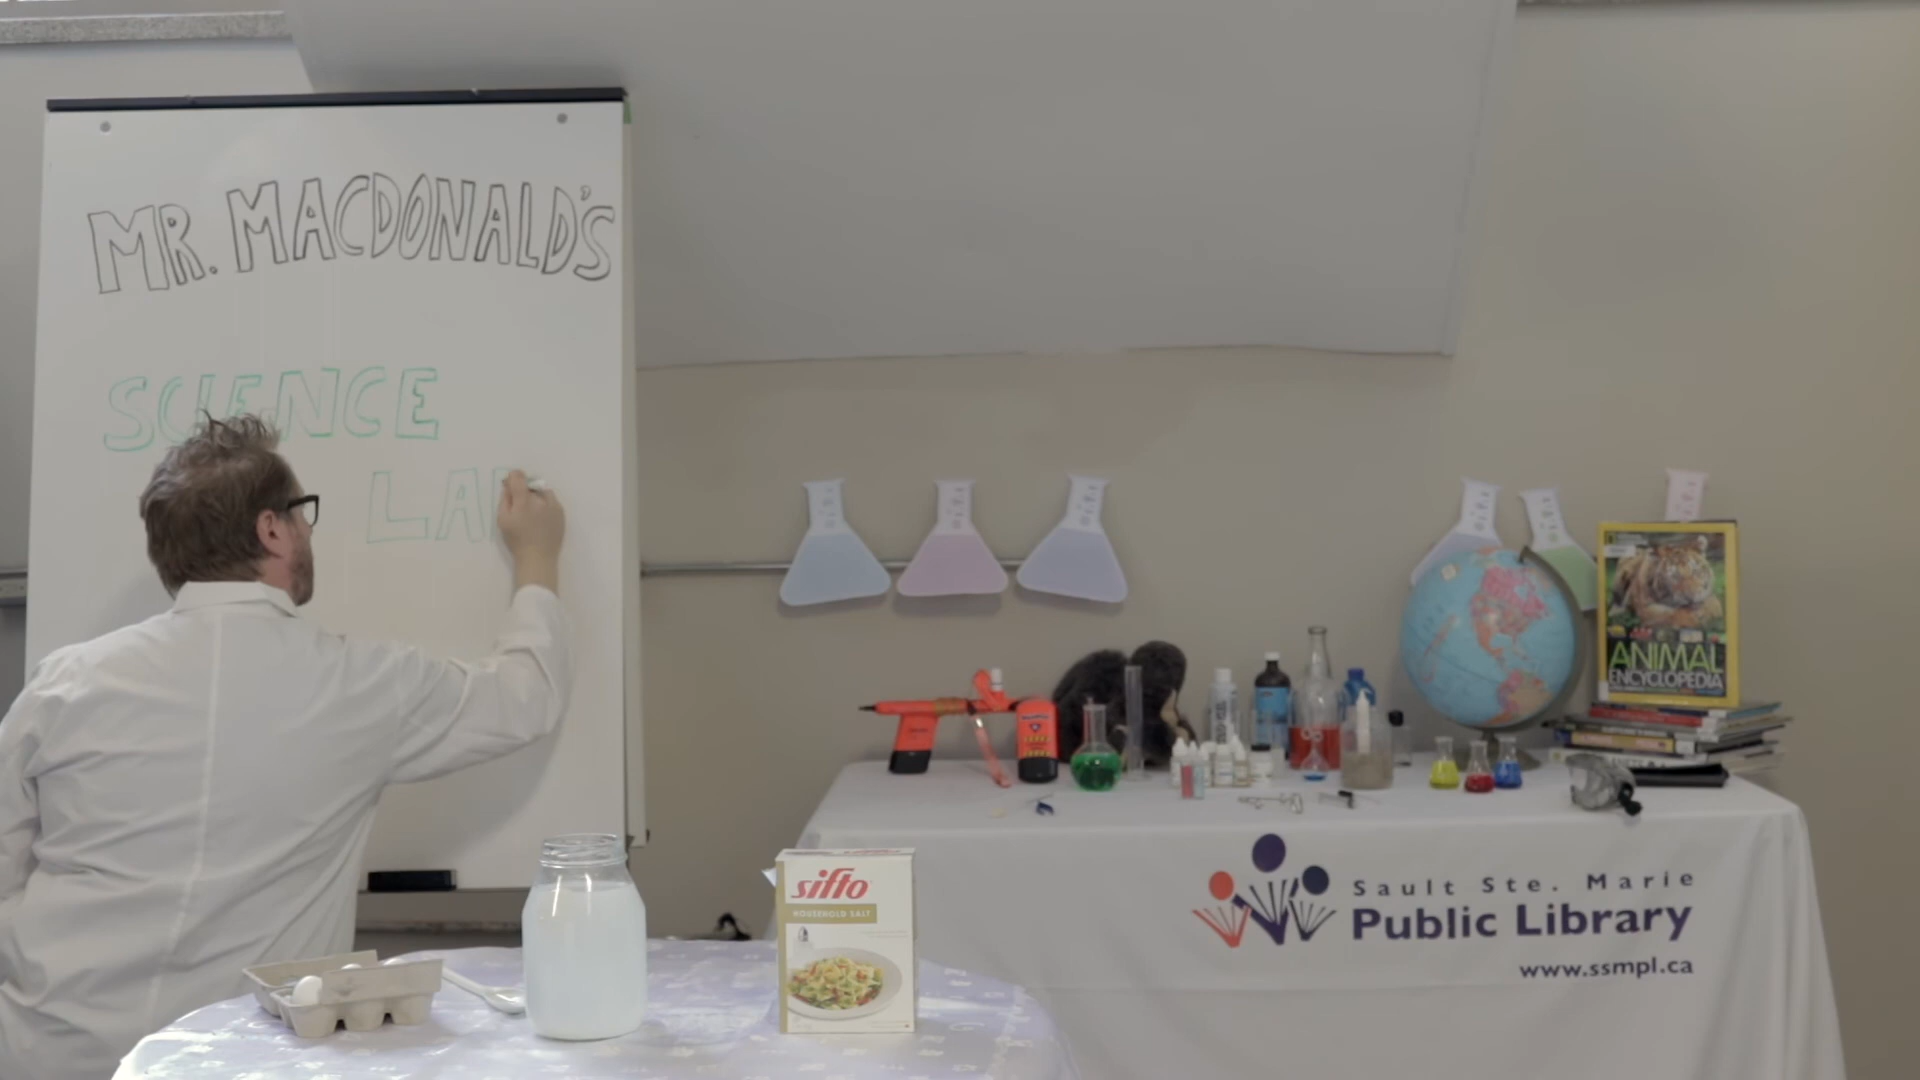 MR. MACDONALD'S
SCIENCE
LA
sifto
HOUSEHOLD SALT
ANIMAL
ENCYCLOPEDIA
Sault Ste. Marie
Public Library
www.ssmpl.ca